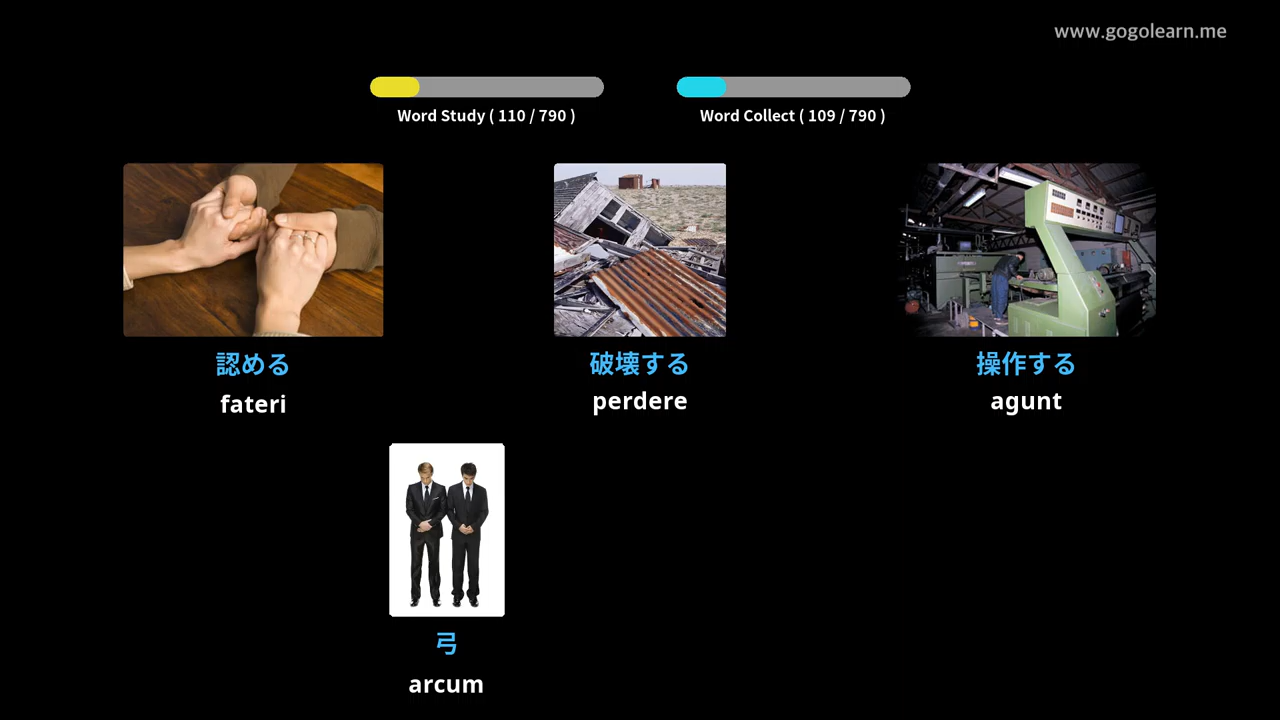 www.gogolearn.me
Word Study ( 110 / 790 )
Word Collect ( 109 / 790 )
認める
fateri
破壊する
perdere
操作する
agunt
弓
arcum